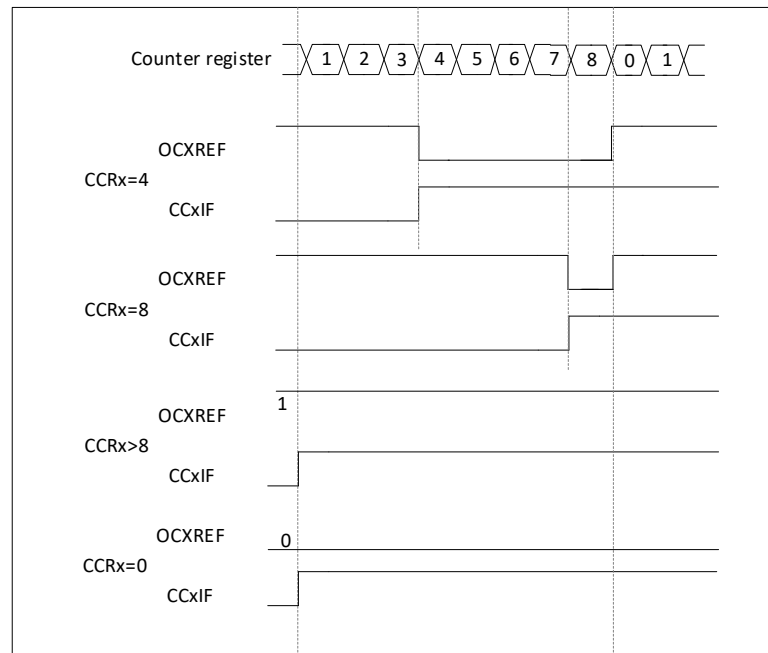 Counter register 1 2 3 4 5 6 7 8 0 1
OCXREF
CCRx=4
CCxIF
OCXREF
CCRx=8
CCxIF
1
OCXREF
CCRx>8
CCxIF
OCXREF 0
CCRx=0
CCxIF